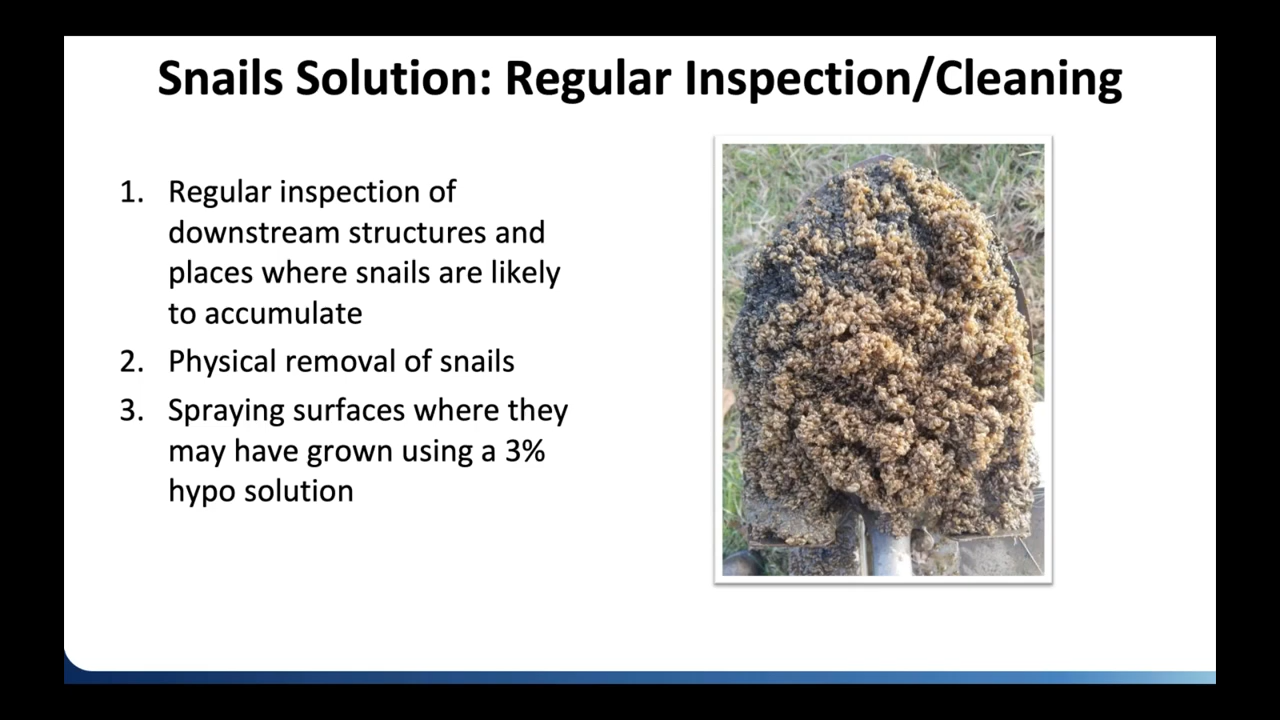 Snails Solution: Regular Inspection/Cleaning
1. Regular inspection of
downstream structures and
places where snails are likely
to accumulate
2. Physical removal of snails
3. Spraying surfaces where they
may have grown using a 3%
hypo solution